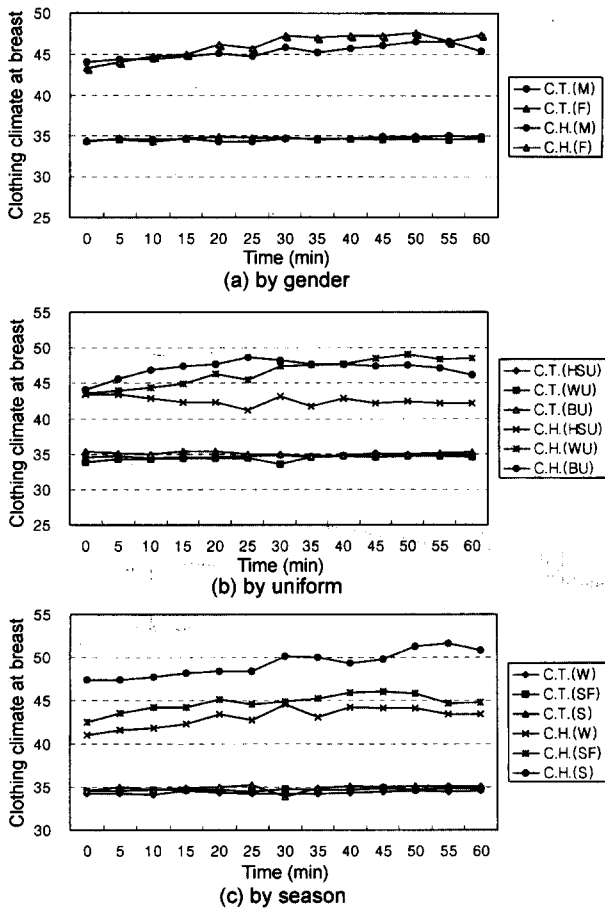 Clothing climate at breast
50
45
40
35
30
25
0 5 10 15 20 25 30 35 40 45 50 55 60
Time (min)
C.T.(M)
C.T.(F)
C.H.(M)
C.H.(F)
(a) by gender
Clothing climate at breast
55
50
45
40
35
30
25
0 5 10 15 20 25 30 35 40 45 50 55 60
Time (min)
C.T.(HSU)
C.T.(WU)
C.T.(BU)
C.H.(HSU)
C.H.(WU)
C.H.(BU)
(b) by uniform
Clothing climate at breast
55
50
45
40
35
30
0 5 10 15 20 25 30 35 40 45 50 55 60
Time (min)
C.T.(W)
C.T.(SF)
C.T.(S)
C.H.(W)
C.H.(SF)
C.H.(S)
(c) by season